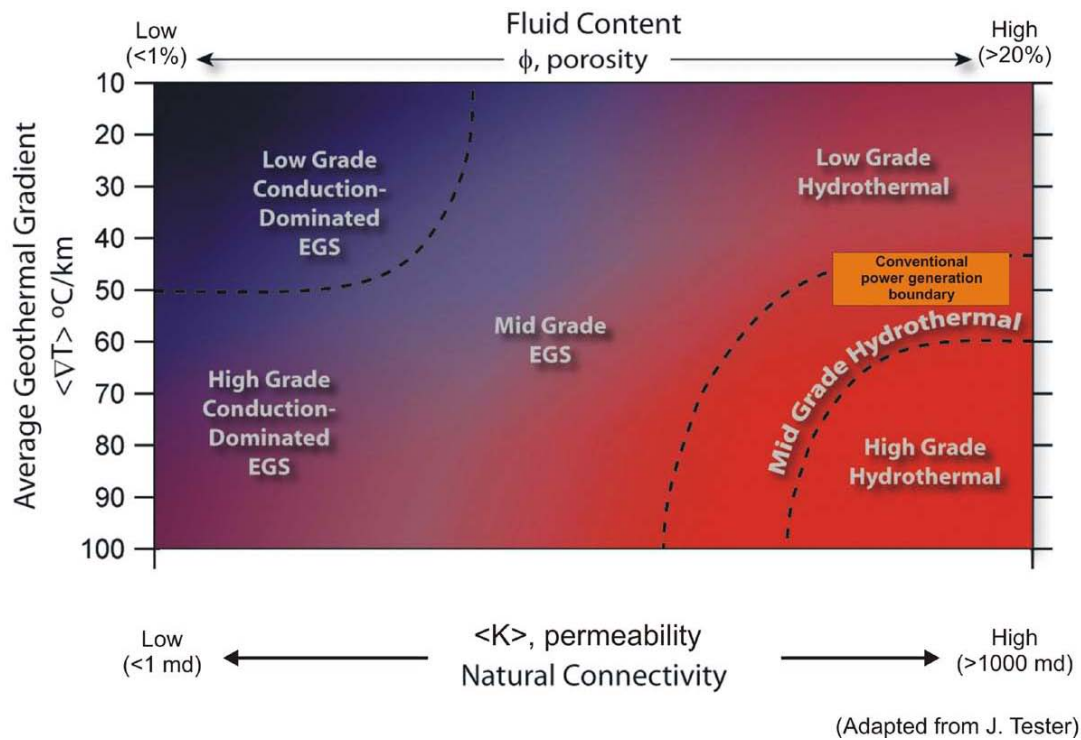 Low
(<1%)
Fluid Content
ϕ, porosity
High
(>20%)
Average Geothermal Gradient
<∇T> ºC/km
10
20
30
40
50
60
70
80
90
100
Low Grade
Conduction-
Dominated
EGS
Low Grade
Hydrothermal
Conventional
power generation
boundary
Mid Grade
EGS
Mid Grade Hydrothermal
High Grade
Conduction-
Dominated
EGS
High Grade
Hydrothermal
Low
(<1 md)
<K>, permeability
Natural Connectivity
High
(>1000 md)
(Adapted from J. Tester)